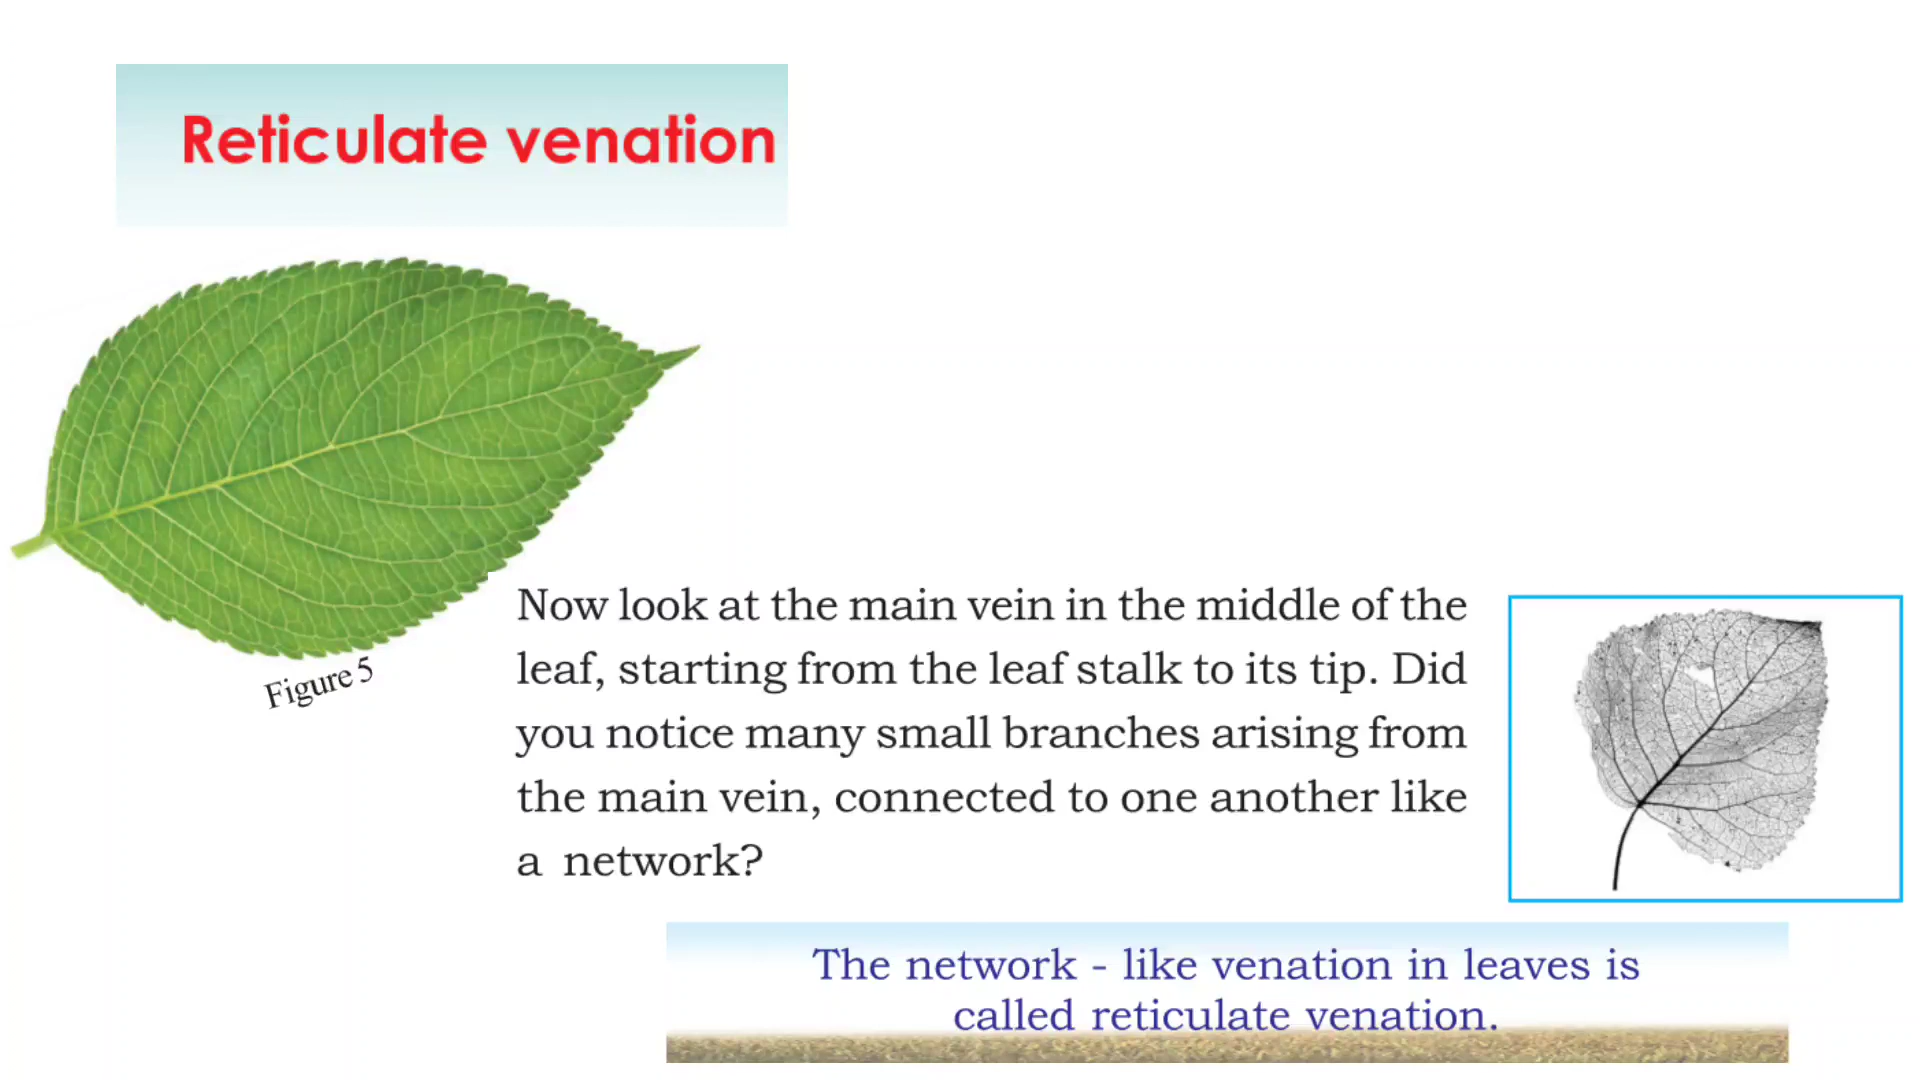 Reticulate venation
Figure 5
Now look at the main vein in the middle of the
leaf, starting from the leaf stalk to its tip. Did
you notice many small branches arising from
the main vein, connected to one another like
a network?
The network - like venation in leaves is
called reticulate venation.